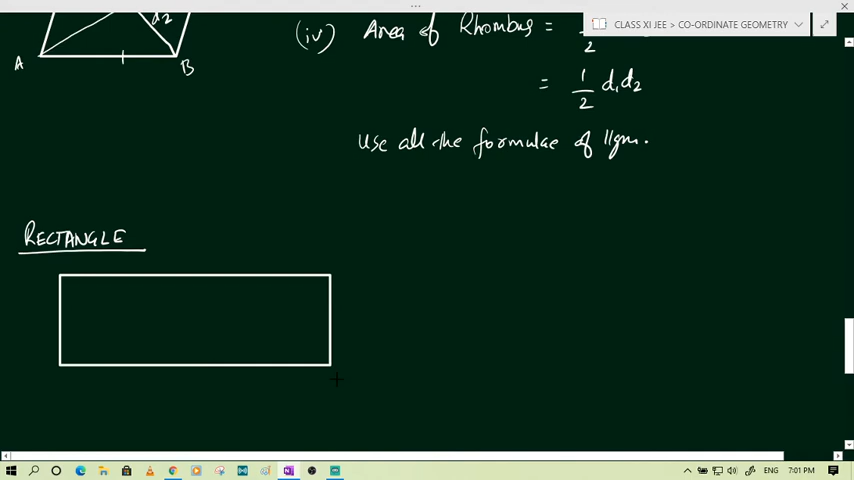 CLASS XI JEE > CO-ORDINATE GEOMETRY
d2
A
B
(iv) Area of Rhombus =
2
= 1/2 d1d2
Use all the formulae of llgm.
RECTANGLE
ENG 7:01 PM